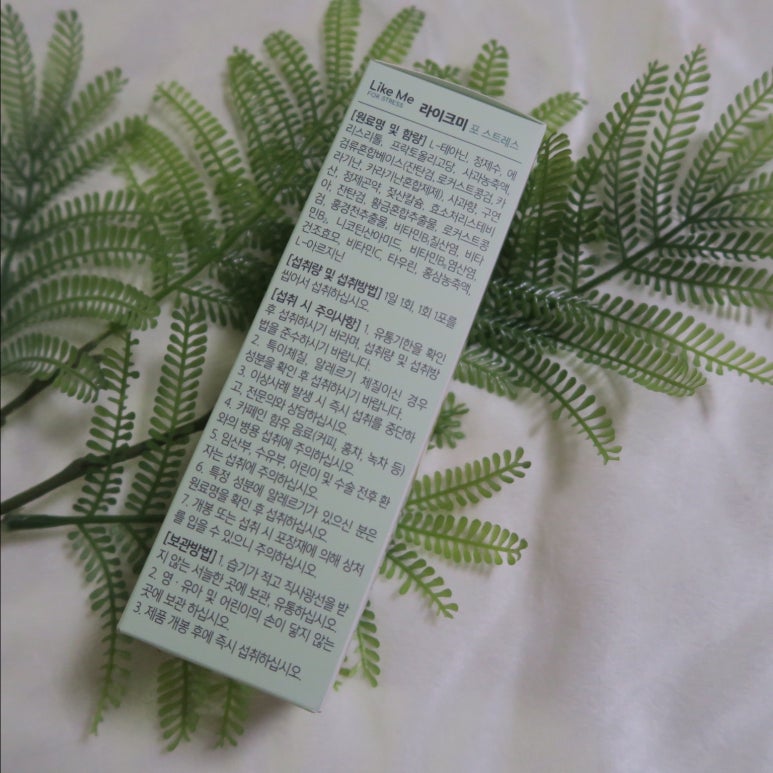 Like Me 라이크미 포 스트레스
FOR STRESS
[원료명 및 함량] L-테아닌, 정제수, 에
리스리톨, 프락토올리고당, 사과농축액,
검류혼합베이스(잔탄검,로커스트콩검,카
라기난, 카라기난혼합제제), 사과향, 구연
산, 정제곤약, 젖산칼슘, 효소처리스테비
아, 잔탄검, 황금혼합추출물, 로커스트콩
검, 홍경천추출물, 비타민B₁질산염, 비타
민B₂, 니코틴산아미드, 비타민B₆염산염,
건조효모, 비타민C, 타우린, 홍삼농축액,
L-아르지닌
[섭취량 및 섭취방법] 1일 1회, 1회 1포를
씹어서 섭취하십시오.
[섭취 시 주의사항] 1. 유통기한을 확인
후 섭취하시기 바라며, 섭취량 및 섭취방
법을 준수하시기 바랍니다.
2. 특이체질, 알레르기 체질이신 경우
성분을 확인 후 섭취하시기 바랍니다.
3. 이상사례 발생 시 즉시 섭취를 중단하
고, 전문의와 상담하십시오.
4. 카페인 함유 음료(커피, 홍차, 녹차 등)
와의 병용 섭취에 주의하십시오.
5. 임산부, 수유부, 어린이 및 수술 전후 환
자는 섭취에 주의하십시오.
6. 특정 성분에 알레르기가 있으신 분은
원료명을 확인 후 섭취하십시오.
7. 개봉 또는 섭취 시 포장재에 의해 상처
를 입을 수 있으니 주의하십시오.
[보관방법] 1. 습기가 적고 직사광선을 받
지 않는 서늘한 곳에 보관, 유통하십시오.
2. 영·유아 및 어린이의 손이 닿지 않는
곳에 보관 하십시오.
3. 제품 개봉 후에 즉시 섭취하십시오.